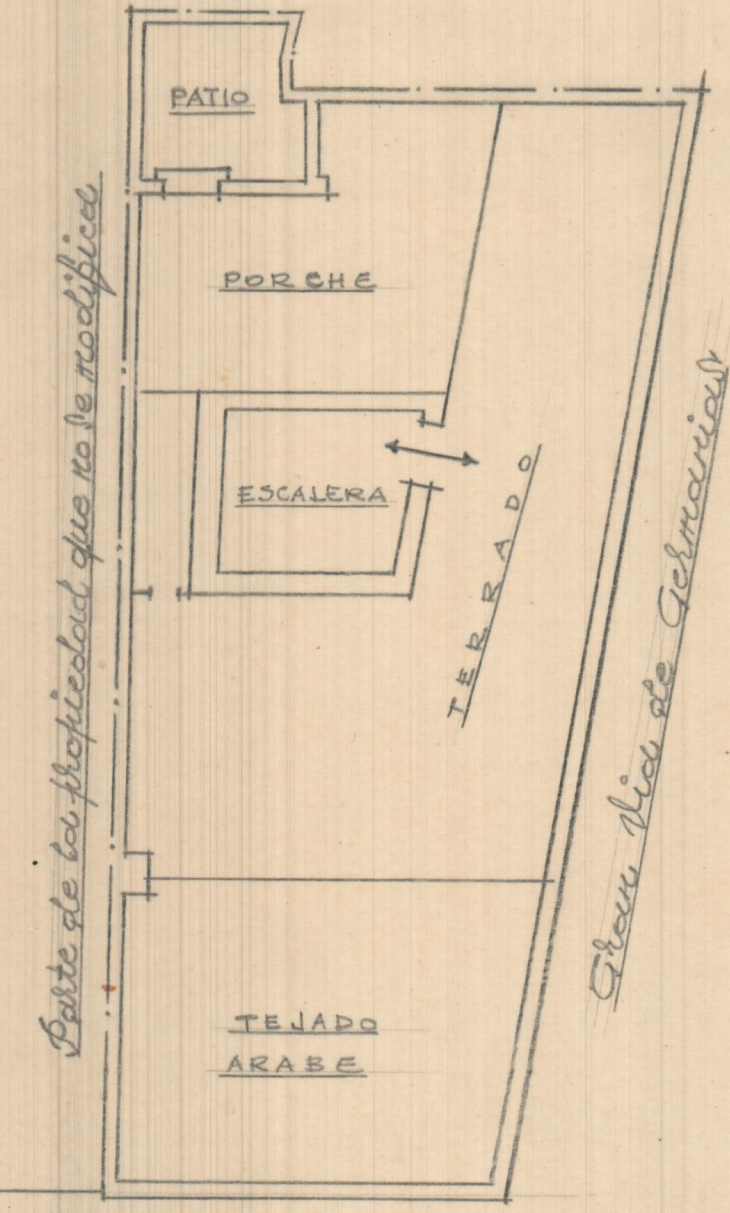 PATIO
PORCHE
ESCALERA
TERRADO
TEJADO
ARABE
Parte de la propiedad que no se modifica
Gran Via de Germanias